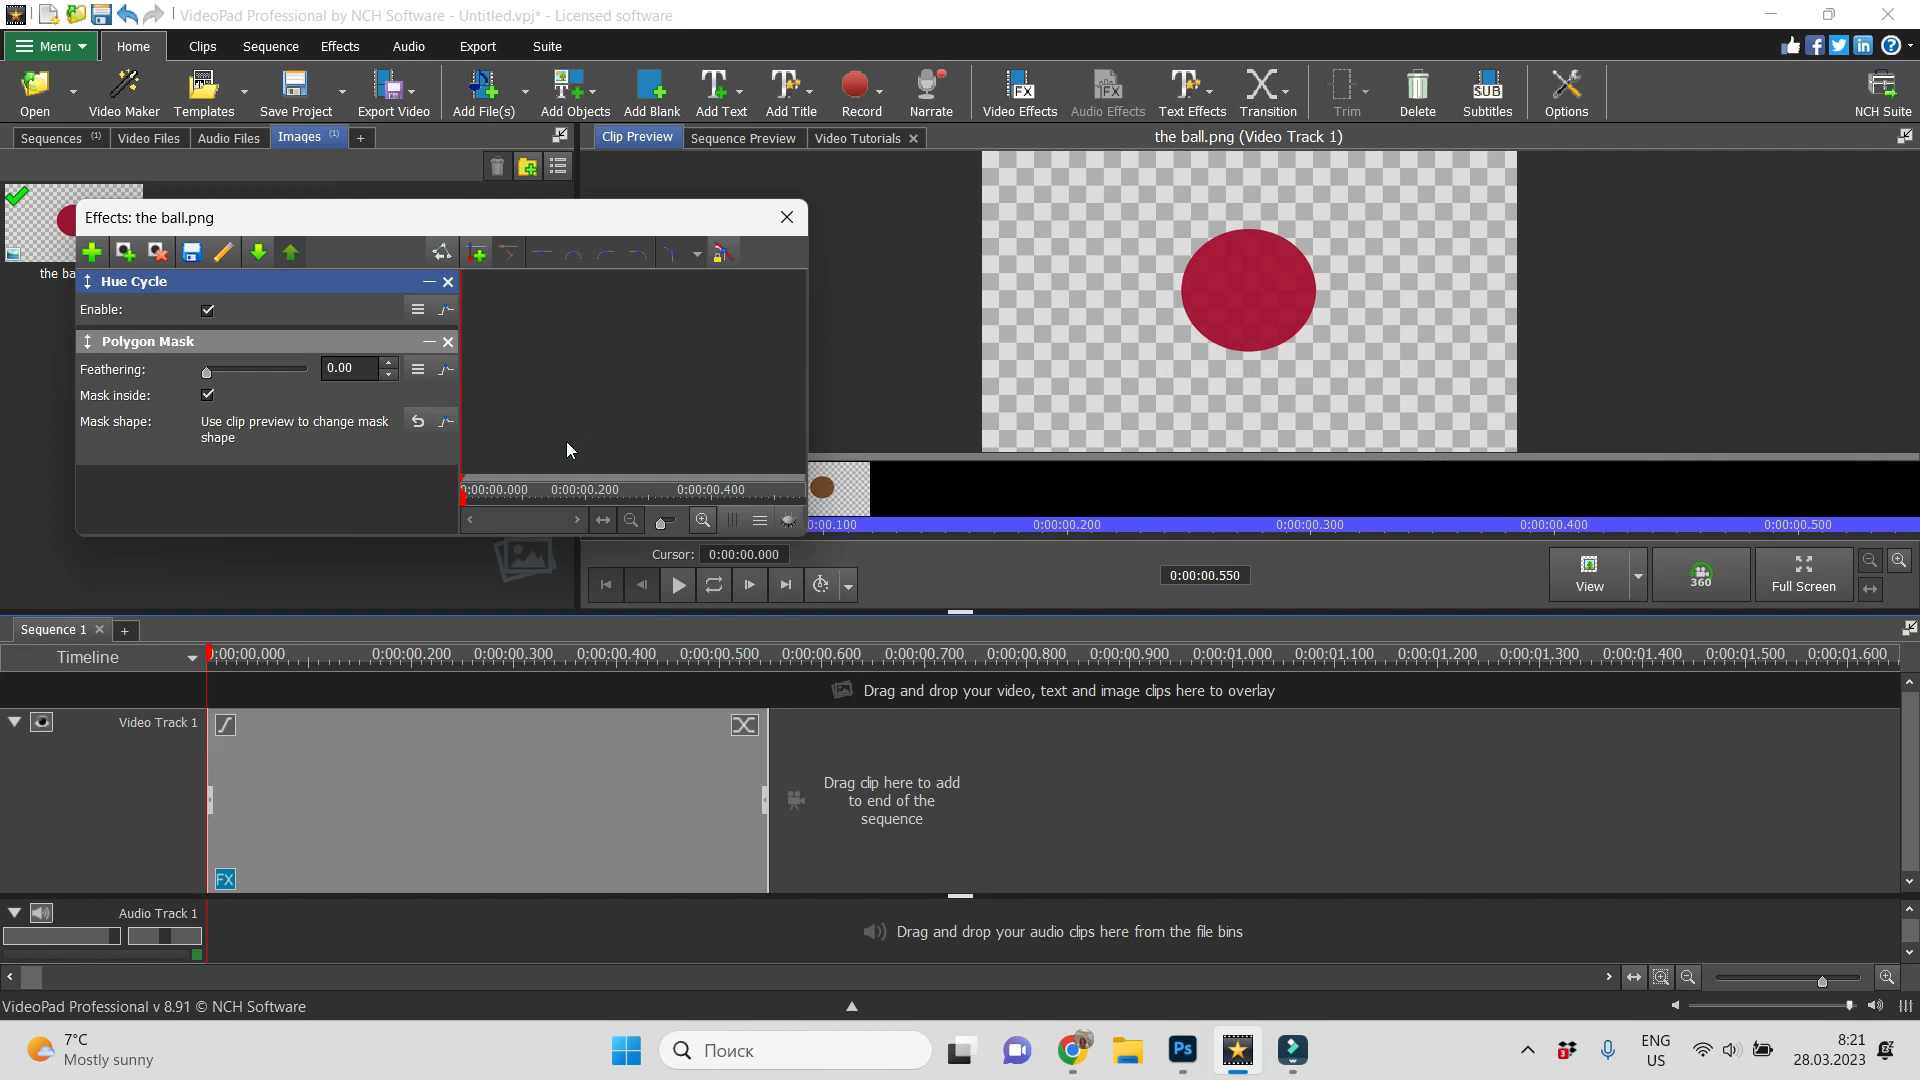 VideoPad Professional by NCH Software - Untitled.vpj* - Licensed software
Menu Home Clips Sequence Effects Audio Export Suite
Open Video Maker Templates Save Project Export Video Add File(s) Add Objects Add Blank Add Text Add Title Record Narrate Video Effects Audio Effects Text Effects Transition Trim Delete Subtitles Options NCH Suite
Sequences (1) Video Files Audio Files Images (1) + Clip Preview Sequence Preview Video Tutorials the ball.png (Video Track 1)
the ba
Effects: the ball.png
Hue Cycle
Enable:
Polygon Mask
Feathering: 0.00
Mask inside:
Mask shape: Use clip preview to change mask
shape
0:00:00.000 0:00:00.200 0:00:00.400
0:00.100 0:00:00.200 0:00:00.300 0:00:00.400 0:00:00.500
Cursor: 0:00:00.000
0:00:00.550
View 360 Full Screen
Sequence 1 +
Timeline 0:00:00.000 0:00:00.200 0:00:00.300 0:00:00.400 0:00:00.500 0:00:00.600 0:00:00.700 0:00:00.800 0:00:00.900 0:00:01.000 0:00:01.100 0:00:01.200 0:00:01.300 0:00:01.400 0:00:01.500 0:00:01.600
Drag and drop your video, text and image clips here to overlay
Video Track 1
Drag clip here to add
to end of the
sequence
FX
Audio Track 1
Drag and drop your audio clips here from the file bins
VideoPad Professional v 8.91 © NCH Software
7°C
Mostly sunny
Поиск
Ps
3
ENG
US
8:21
28.03.2023